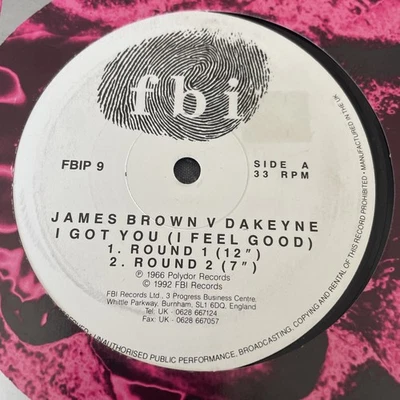 fbi
FBIP 9
SIDE A
33 RPM
JAMES BROWN V DAKEYNE
I GOT YOU (I FEEL GOOD)
1. ROUND 1 (12")
2. ROUND 2 (7")
℗ 1966 Polydor Records
© 1992 FBI Records
FBI Records Ltd., 3 Progress Business Centre,
Whittle Parkway, Burnham, SL1 6DQ, England
Tel: UK - 0628 667124
Fax: UK - 0628 667057
UNAUTHORISED PUBLIC PERFORMANCE, BROADCASTING, COPYING AND RENTAL OF THIS RECORD PROHIBITED - MANUFACTURED IN THE UK